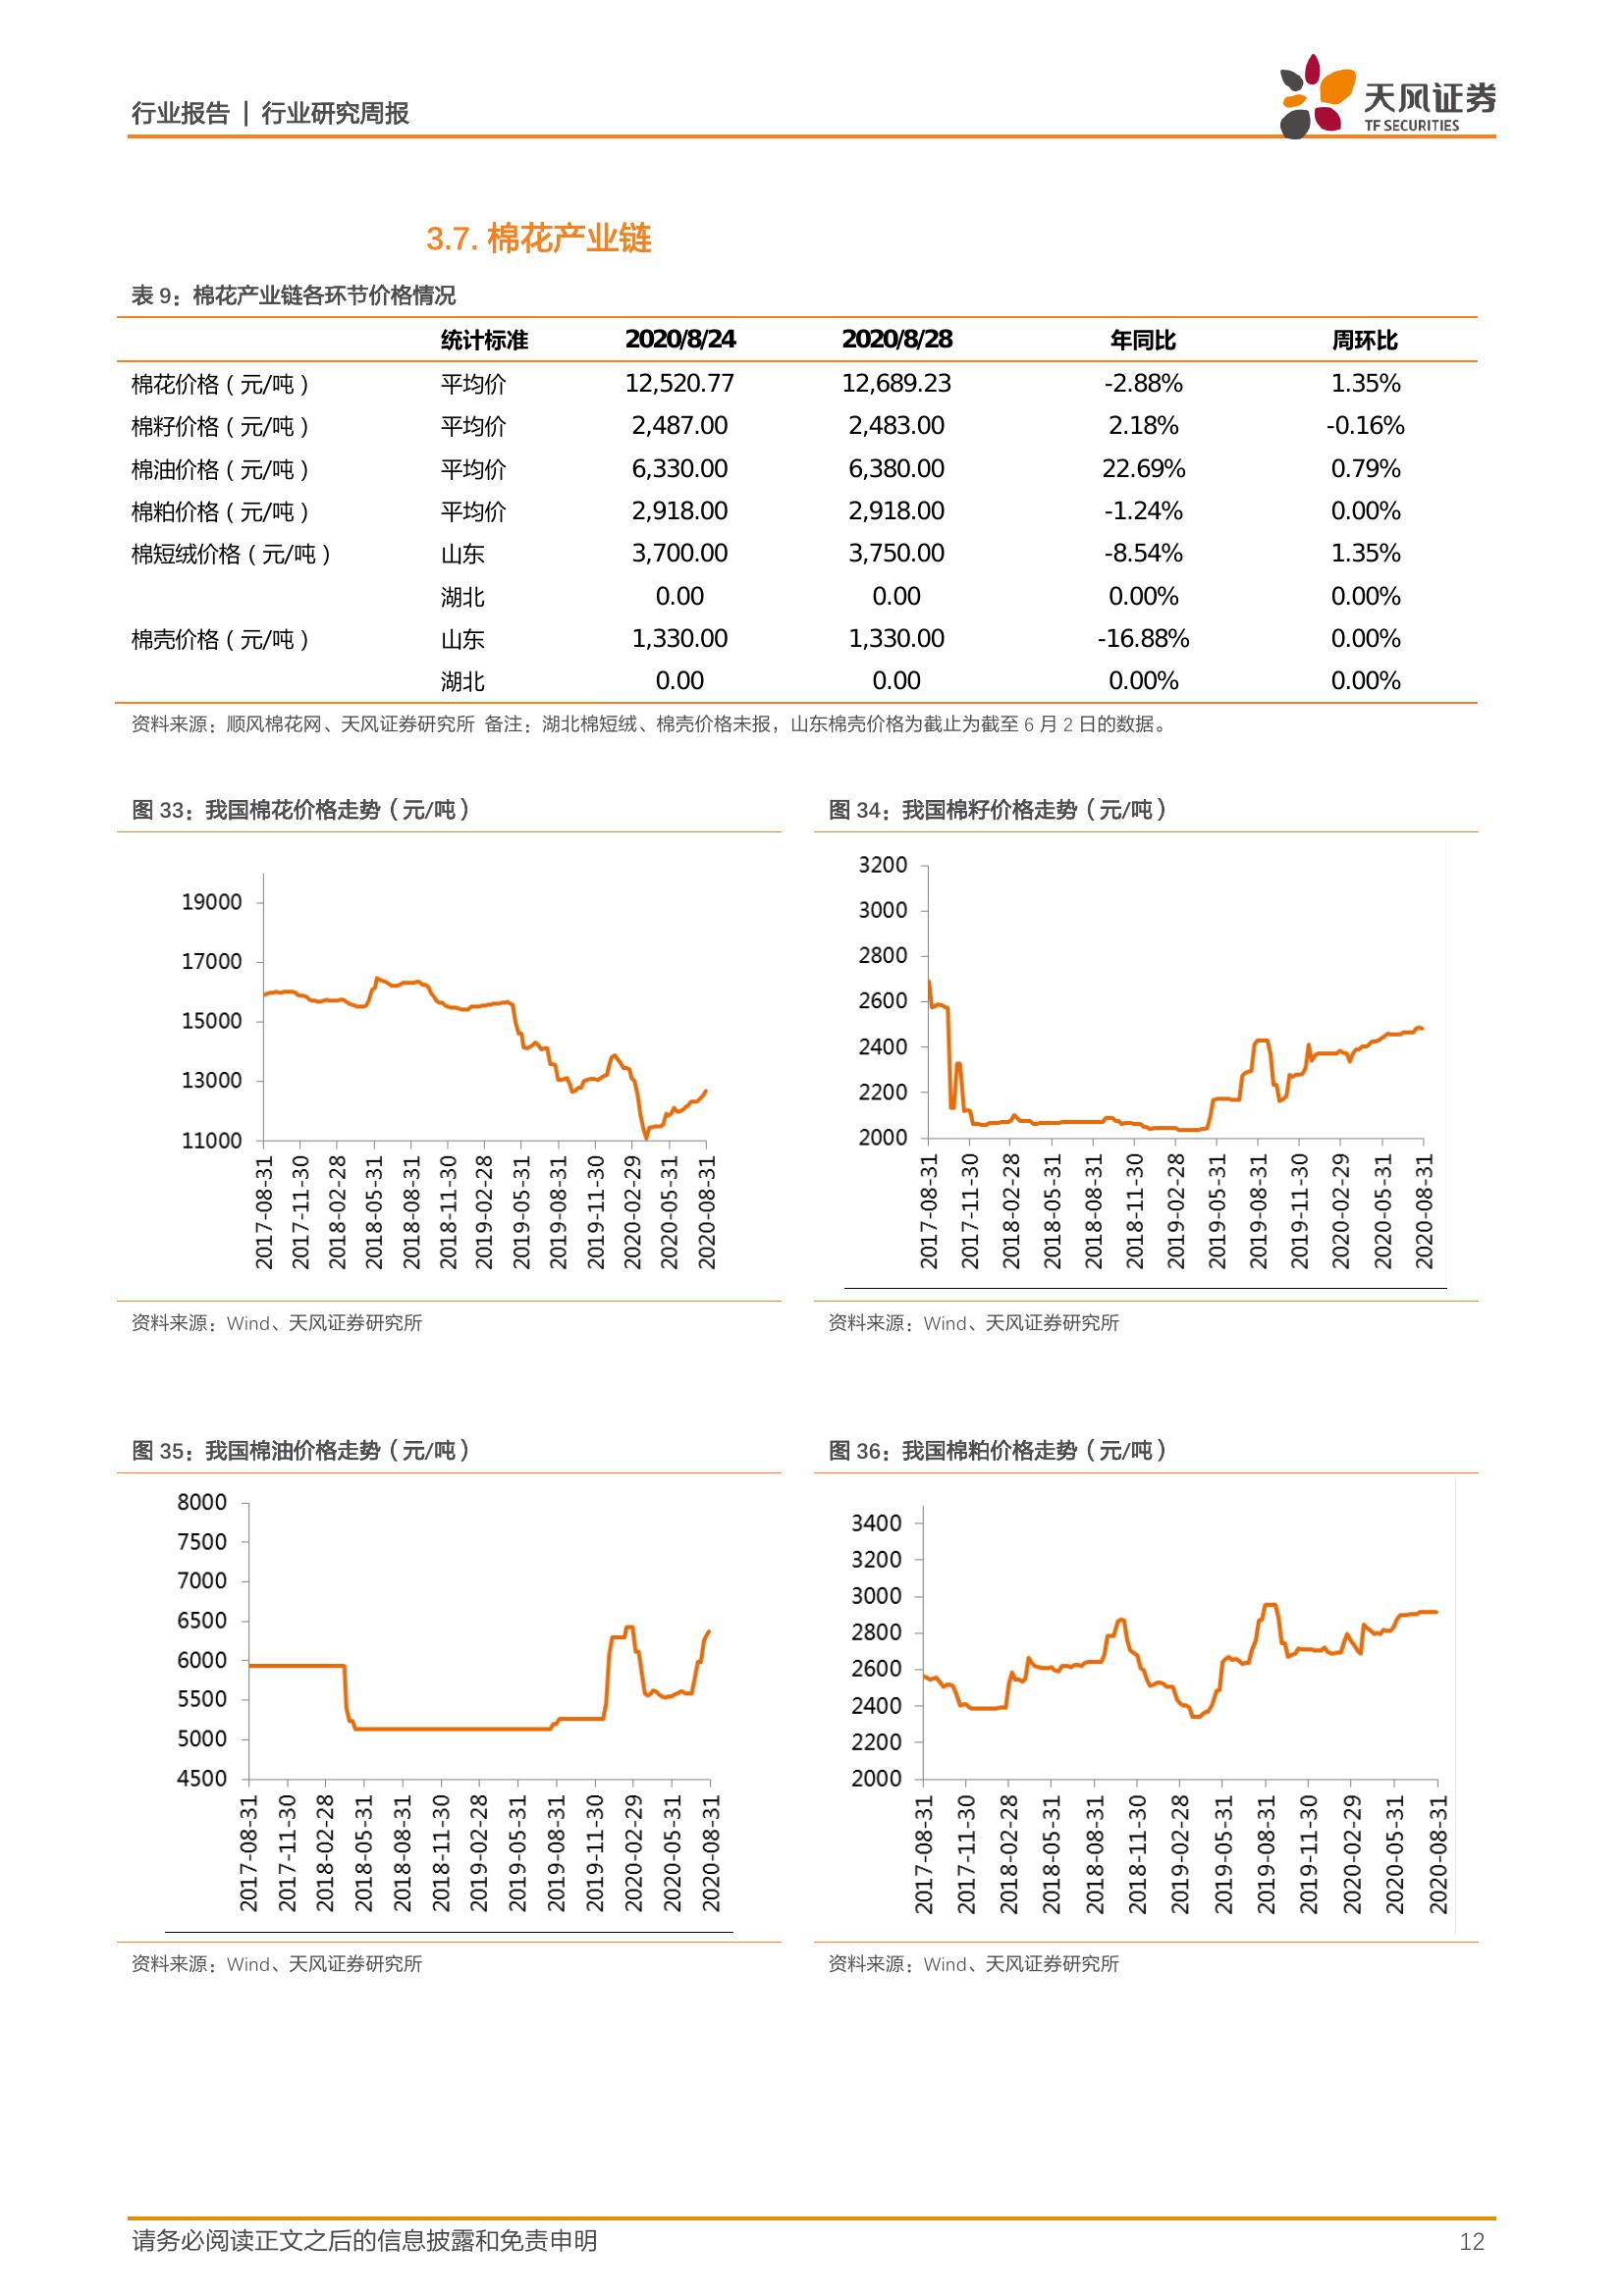 行业报告 | 行业研究周报
天风证券
TF SECURITIES
3.7. 棉花产业链
表 9：棉花产业链各环节价格情况
统计标准 2020/8/24 2020/8/28 年同比 周环比
棉花价格（元/吨） 平均价 12,520.77 12,689.23 -2.88% 1.35%
棉籽价格（元/吨） 平均价 2,487.00 2,483.00 2.18% -0.16%
棉油价格（元/吨） 平均价 6,330.00 6,380.00 22.69% 0.79%
棉粕价格（元/吨） 平均价 2,918.00 2,918.00 -1.24% 0.00%
棉短绒价格（元/吨） 山东 3,700.00 3,750.00 -8.54% 1.35%
湖北 0.00 0.00 0.00% 0.00%
棉壳价格（元/吨） 山东 1,330.00 1,330.00 -16.88% 0.00%
湖北 0.00 0.00 0.00% 0.00%
资料来源：顺风棉花网、天风证券研究所 备注：湖北棉短绒、棉壳价格未报，山东棉壳价格为截止为截至 6 月 2 日的数据。
图 33：我国棉花价格走势（元/吨）
19000
17000
15000
13000
11000
2017-08-31 2017-11-30 2018-02-28 2018-05-31 2018-08-31 2018-11-30 2019-02-28 2019-05-31 2019-08-31 2019-11-30 2020-02-29 2020-05-31 2020-08-31
资料来源：Wind、天风证券研究所
图 34：我国棉籽价格走势（元/吨）
3200
3000
2800
2600
2400
2200
2000
2017-08-31 2017-11-30 2018-02-28 2018-05-31 2018-08-31 2018-11-30 2019-02-28 2019-05-31 2019-08-31 2019-11-30 2020-02-29 2020-05-31 2020-08-31
资料来源：Wind、天风证券研究所
图 35：我国棉油价格走势（元/吨）
8000
7500
7000
6500
6000
5500
5000
4500
2017-08-31 2017-11-30 2018-02-28 2018-05-31 2018-08-31 2018-11-30 2019-02-28 2019-05-31 2019-08-31 2019-11-30 2020-02-29 2020-05-31 2020-08-31
资料来源：Wind、天风证券研究所
图 36：我国棉粕价格走势（元/吨）
3400
3200
3000
2800
2600
2400
2200
2000
2017-08-31 2017-11-30 2018-02-28 2018-05-31 2018-08-31 2018-11-30 2019-02-28 2019-05-31 2019-08-31 2019-11-30 2020-02-29 2020-05-31 2020-08-31
资料来源：Wind、天风证券研究所
请务必阅读正文之后的信息披露和免责申明 12